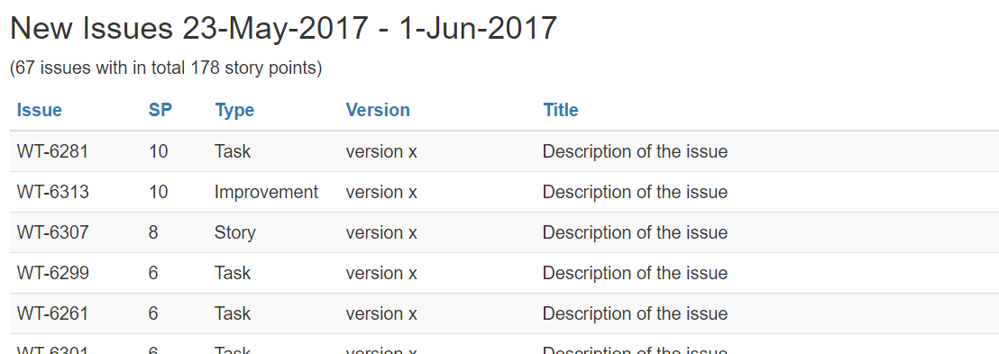 New Issues 23-May-2017 - 1-Jun-2017
(67 issues with in total 178 story points)
Issue SP Type Version Title
WT-6281 10 Task version x Description of the issue
WT-6313 10 Improvement version x Description of the issue
WT-6307 8 Story version x Description of the issue
WT-6299 6 Task version x Description of the issue
WT-6261 6 Task version x Description of the issue
WT-6301 6 Task version x Description of the issue